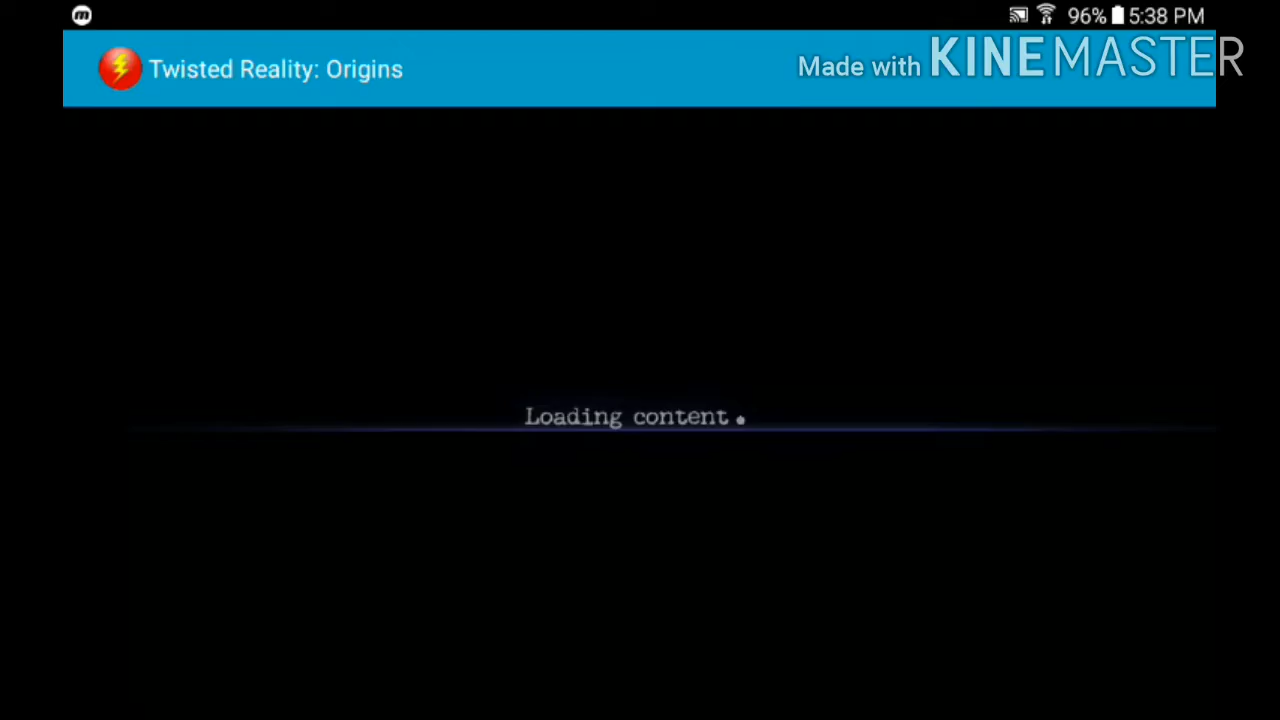 m
96% 5:38 PM
Twisted Reality: Origins
Made with KINEMASTER
Loading content.